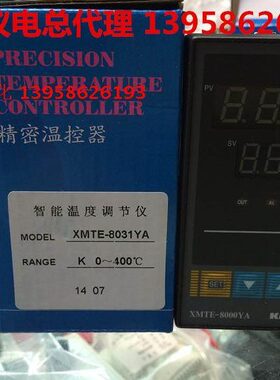 仪电总代理 13958626
PRECISION
TEMPERATURE
CONTROLLER
13958626193
精密温控器
智能温度调节仪
MODEL XMTE-8031YA
RANGE K 0～400℃
14 07
PV
SV
OUT
AL
SET
XMTE-8000YA